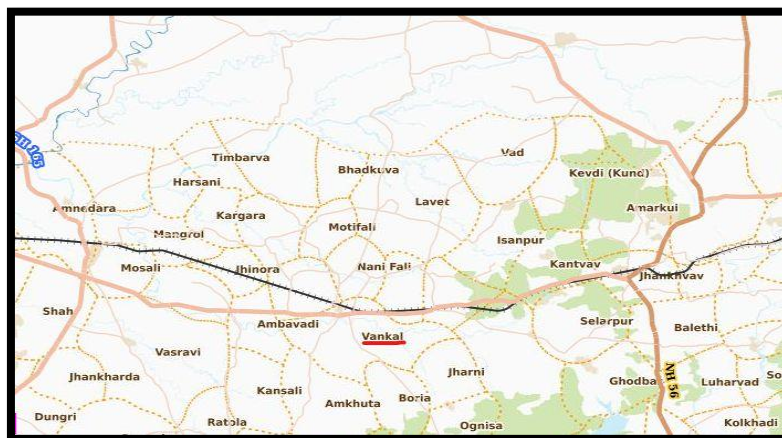 Timbarva
Vad
Bhadkuva
Kevdi (Kund)
Harsani
Lavet
Amnedara
Kargara
Amarkui
Motifali
Mangrol
Isanpur
Mosali
Jhinora
Nani Fali
Kantvav
Jhankhvav
Shah
Ambavadi
Selarpur
Balethi
Vankal
Vasravi
Jharni
NH 56
Jhankharda
Ghodba
Luharvad
Kansali
Boria
Amkhuta
Dungri
Ratola
Ognisa
Kolkhadi